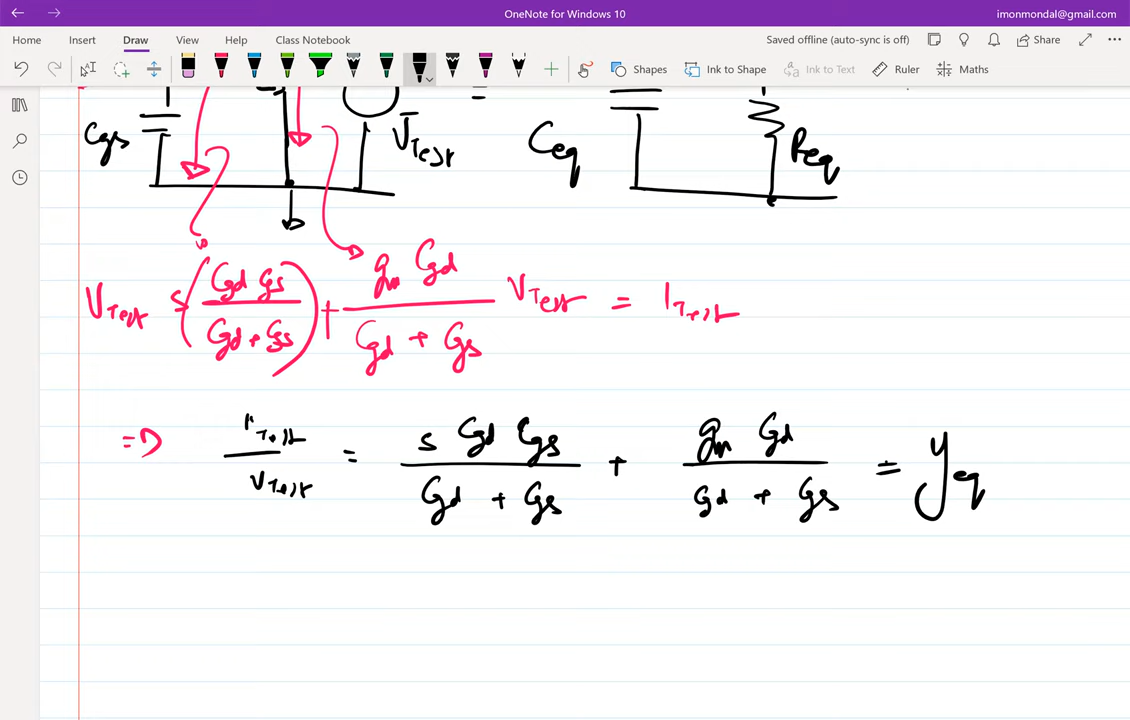 OneNote for Windows 10
imonmondal@gmail.com
Home Insert Draw View Help Class Notebook
Saved offline (auto-sync is off) Share
Shapes Ink to Shape Ink to Text Ruler Maths
Cgs VTest Ceq Req
VTest s(Cgd Cgs / Cgd + Cgs) + gm Cgd / Cgd + Cgs VTest = ITest
=> ITest / VTest = s Cgd Cgs / Cgd + Cgs + gm Cgd / Cgd + Cgs = yeq